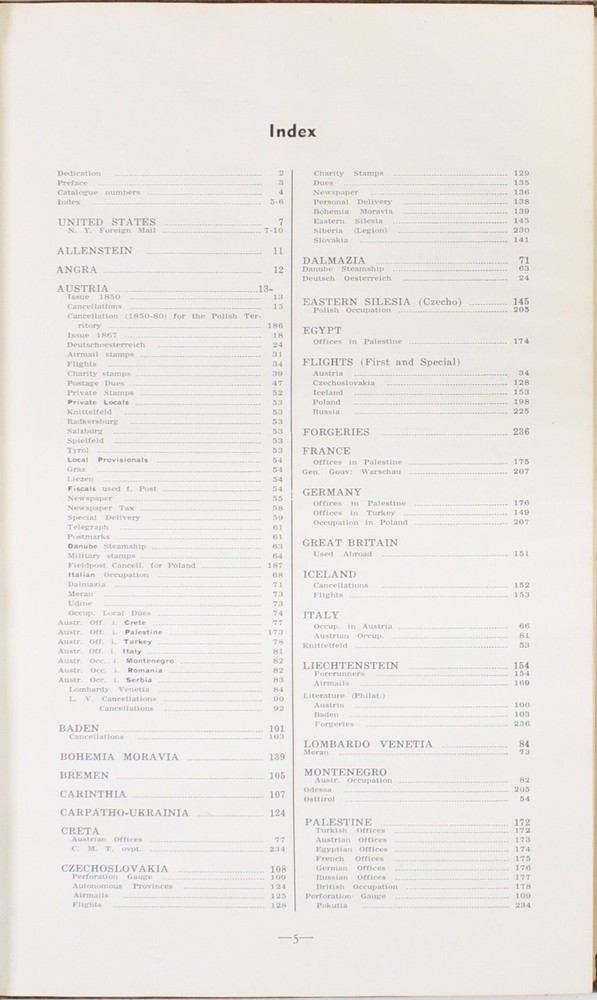 Index
Dedication 2
Preface 3
Catalogue numbers 4
Index 5-6
UNITED STATES 7
N. Y. Foreign Mail 7-10
ALLENSTEIN 11
ANGRA 12
AUSTRIA 13-
Issue 1850 13
Cancellations 15
Cancellation (1850-80) for the Polish Ter-
ritory 186
Issue 1867 18
Deutschoesterreich 24
Airmail stamps 31
Flights 34
Charity stamps 39
Postage Dues 47
Private Stamps 52
Private Locals 53
Knittelfeld 53
Radkersburg 53
Salzburg 53
Spielfeld 53
Tyrol 53
Local Provisionals 54
Graz 54
Liezen 54
Fiscals used f. Post 54
Newspaper 55
Newspaper Tax 58
Special Delivery 59
Telegraph 61
Postmarks 61
Danube Steamship 63
Military stamps 64
Fieldpost Cancell. for Poland 187
Italian Occupation 68
Dalmazia 71
Meran 73
Udine 73
Occup. Local Dues 74
Austr. Off. i. Crete 77
Austr. Off. i. Palestine 173
Austr. Off. i. Turkey 78
Austr. Off. i. Italy 81
Austr. Occ. i. Montenegro 82
Austr. Occ. i. Romania 82
Austr. Occ. i. Serbia 83
Lombardy Venetia 84
L. V. Cancellations 90
Cancellations 92
BADEN 101
Cancellations 103
BOHEMIA MORAVIA 139
BREMEN 105
CARINTHIA 107
CARPATHO-UKRAINIA 124
CRETA
Austrian Offices 77
C. M. T. ovpt. 234
CZECHOSLOVAKIA 108
Perforation Gauge 109
Autonomous Provinces 124
Airmails 125
Flights 128
Charity Stamps 129
Dues 135
Newspaper 136
Personal Delivery 138
Bohemia Moravia 139
Eastern Silesia 145
Siberia (Legion) 230
Slovakia 141
DALMAZIA 71
Danube Steamship 63
Deutsch Oesterreich 24
EASTERN SILESIA (Czecho) 145
Polish Occupation 205
EGYPT
Offices in Palestine 174
FLIGHTS (First and Special)
Austria 34
Czechoslovakia 128
Iceland 153
Poland 198
Russia 225
FORGERIES 236
FRANCE
Offices in Palestine 175
Gen. Gouv: Warschau 207
GERMANY
Offices in Palestine 176
Offices in Turkey 149
Occupation in Poland 207
GREAT BRITAIN
Used Abroad 151
ICELAND
Cancellations 152
Flights 153
ITALY
Occup. in Austria 66
Austrian Occup. 81
Knittelfeld 53
LIECHTENSTEIN 154
Forerunners 154
Airmails 169
Literature (Philat.)
Austria 100
Baden 103
Forgeries 236
LOMBARDO VENETIA 84
Meran 73
MONTENEGRO
Austr. Occupation 82
Odessa 205
Osttirol 54
PALESTINE 172
Turkish Offices 172
Austrian Offices 173
Egyptian Offices 174
French Offices 175
German Offices 176
Russian Offices 177
British Occupation 178
Perforation Gauge 109
Pokutia 234
—5—